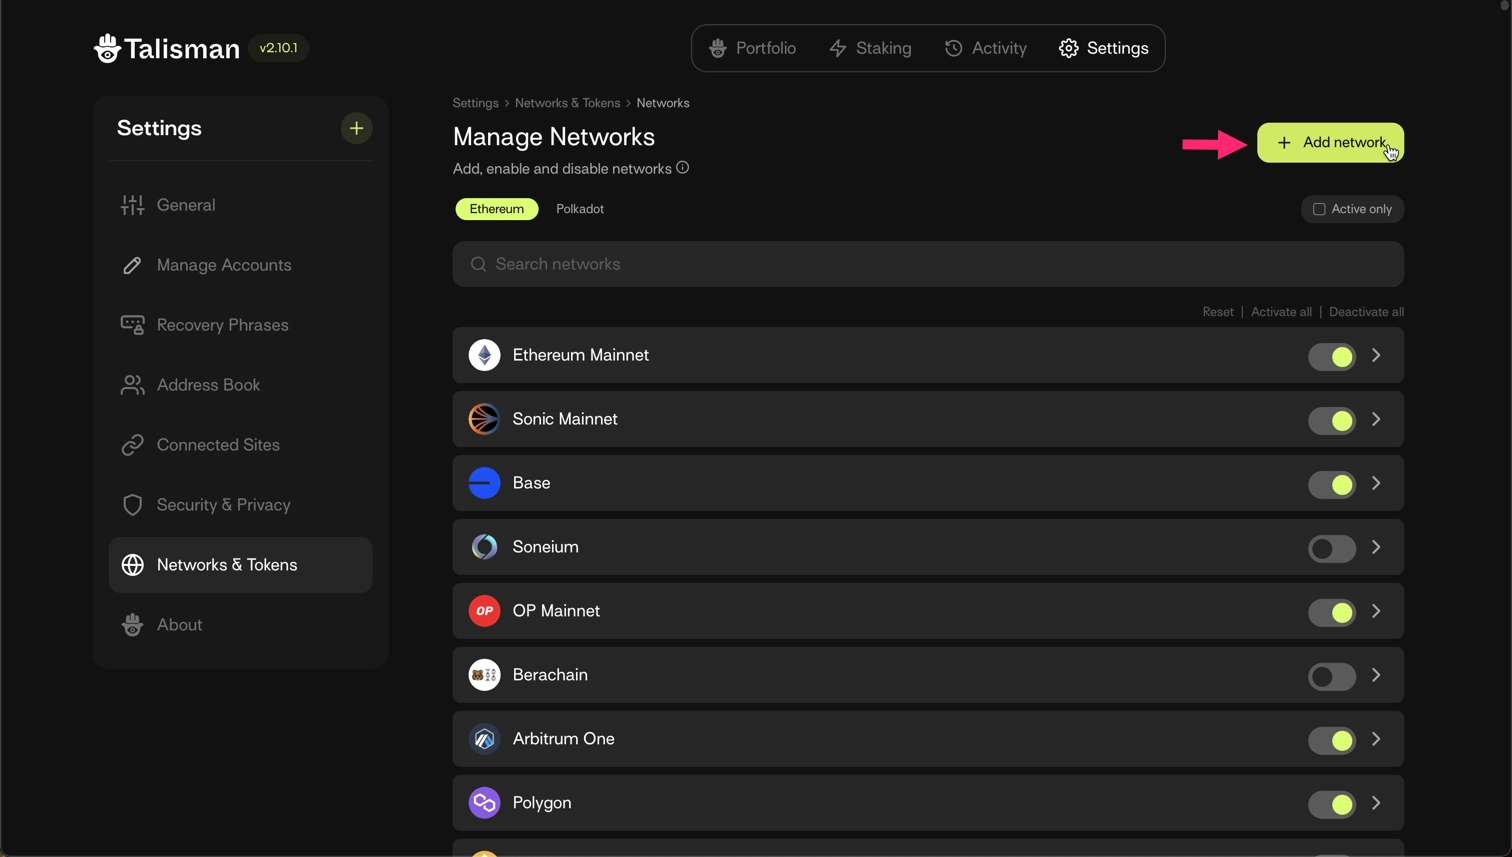 Talisman v2.10.1
Portfolio Staking Activity Settings
Settings
General
Manage Accounts
Recovery Phrases
Address Book
Connected Sites
Security & Privacy
Networks & Tokens
About
Settings > Networks & Tokens > Networks
Manage Networks
Add, enable and disable networks
+ Add network
Ethereum Polkadot
Active only
Search networks
Reset | Activate all | Deactivate all
Ethereum Mainnet
Sonic Mainnet
Base
Soneium
OP OP Mainnet
Berachain
Arbitrum One
Polygon